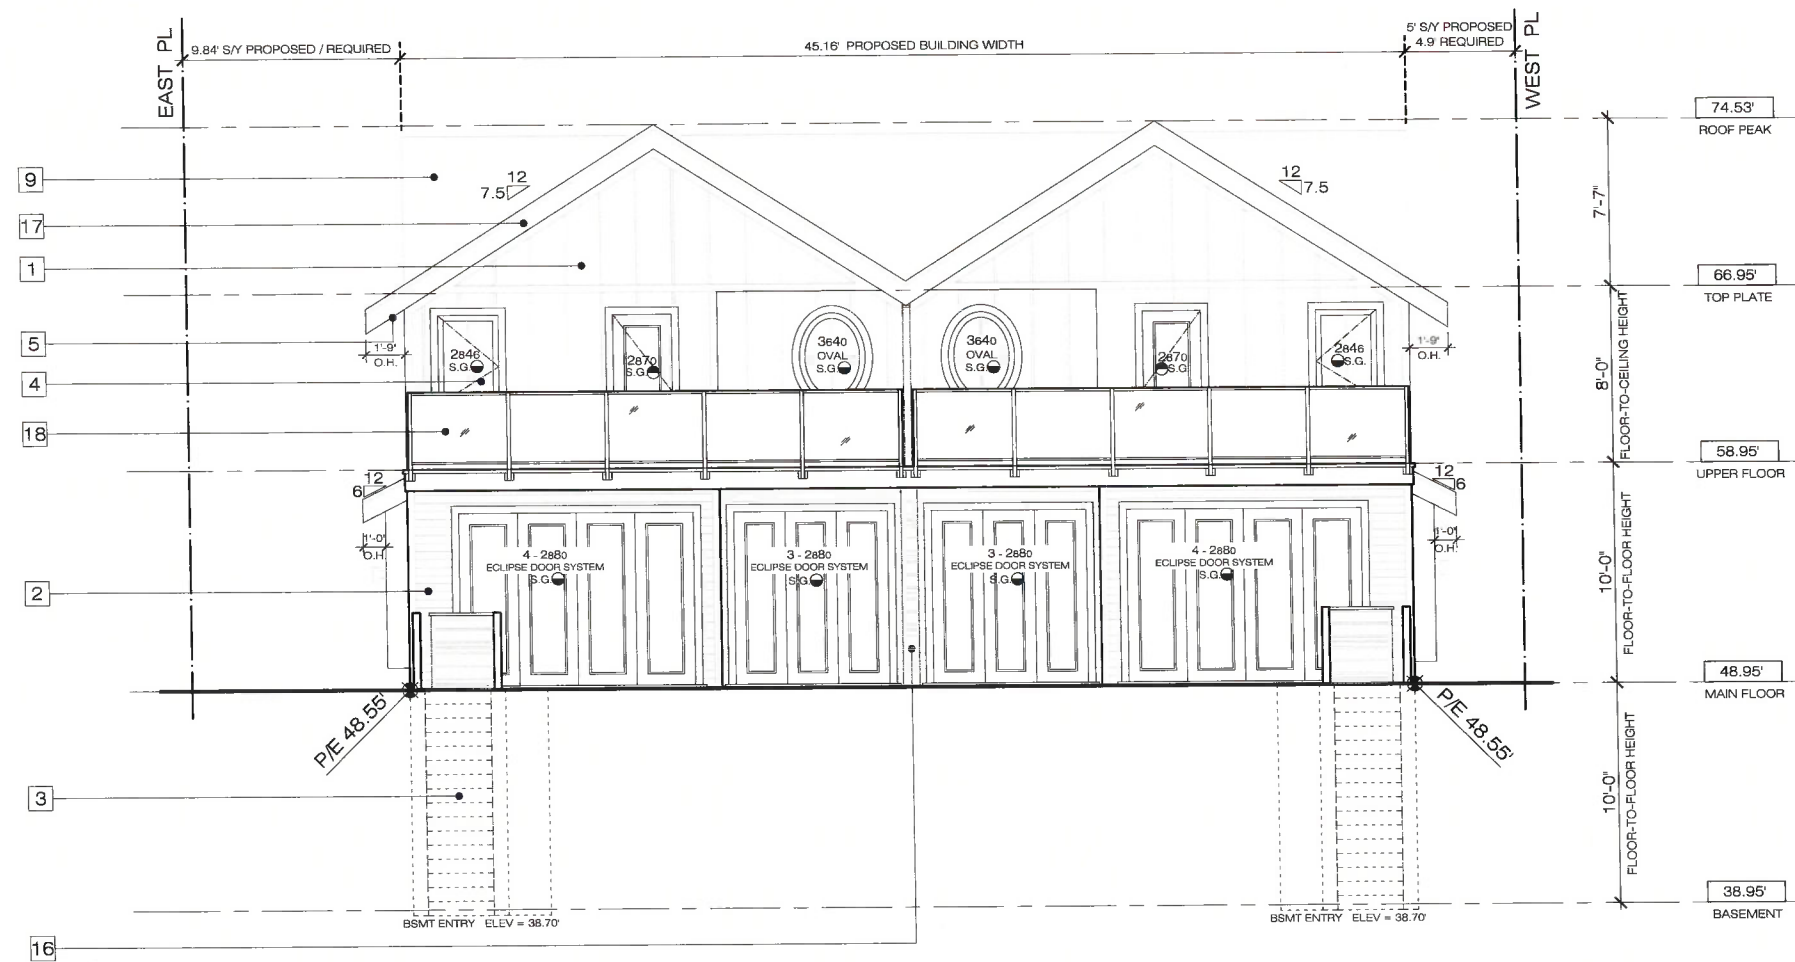 EAST PL
9.84' S/Y PROPOSED / REQUIRED
45.16' PROPOSED BUILDING WIDTH
5' S/Y PROPOSED
4.9' REQUIRED
WEST PL
74.53'
ROOF PEAK
9
12
7.5
12
7.5
7'-7"
17
1
66.95'
TOP PLATE
5
1'-9"
O.H.
2846
S.G.
2870
S.G.
3640
OVAL
S.G.
3640
OVAL
S.G.
2870
S.G.
2846
S.G.
1'-9"
O.H.
8'-0"
FLOOR-TO-CEILING HEIGHT
4
18
58.95'
UPPER FLOOR
12
6
12
6
1'-0"
O.H.
4 - 2880
ECLIPSE DOOR SYSTEM
S.G.
3 - 2880
ECLIPSE DOOR SYSTEM
S.G.
3 - 2880
ECLIPSE DOOR SYSTEM
S.G.
4 - 2880
ECLIPSE DOOR SYSTEM
S.G.
1'-0"
O.H.
10'-0"
FLOOR-TO-FLOOR HEIGHT
2
48.95'
MAIN FLOOR
P/E 48.55'
P/E 48.55'
10'-0"
FLOOR-TO-FLOOR HEIGHT
3
38.95'
BASEMENT
BSMT ENTRY ELEV = 38.70'
BSMT ENTRY ELEV = 38.70'
16